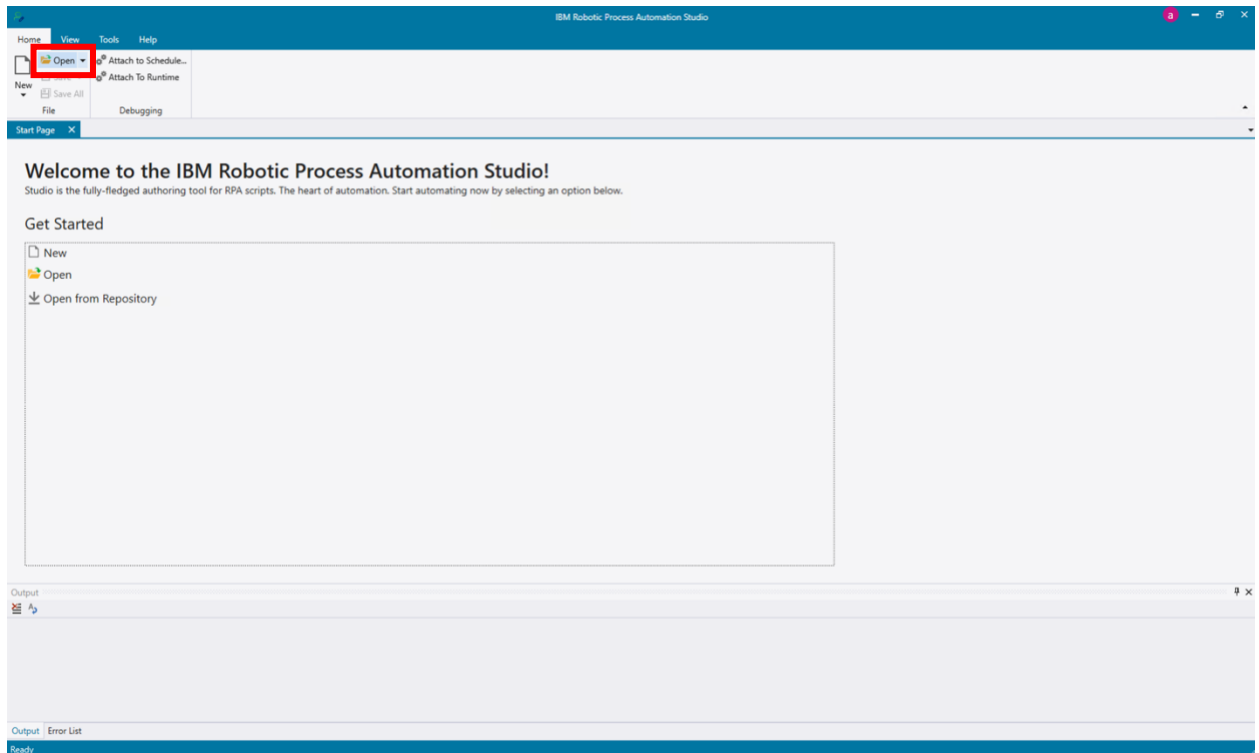 IBM Robotic Process Automation Studio
a
Home View Tools Help
New
Open
Save
Save All
Attach to Schedule...
Attach To Runtime
File Debugging
Start Page
Welcome to the IBM Robotic Process Automation Studio!
Studio is the fully-fledged authoring tool for RPA scripts. The heart of automation. Start automating now by selecting an option below.
Get Started
New
Open
Open from Repository
Output
Output Error List
Ready